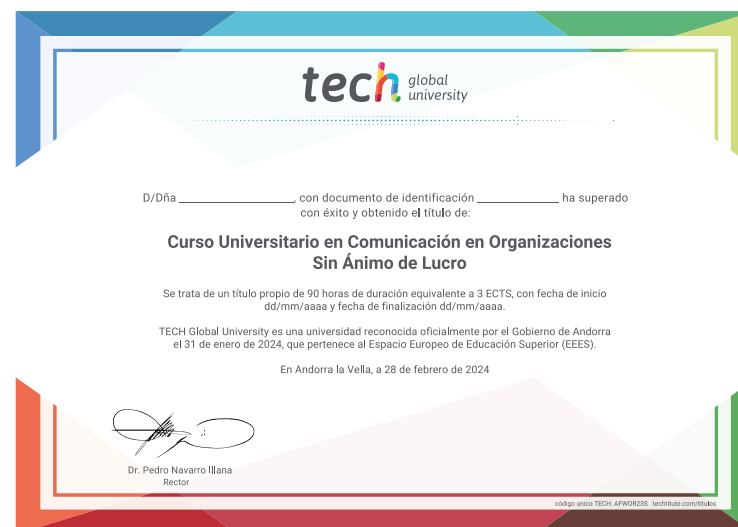 tech global
university
D/Dña ______________, con documento de identificación ______________ ha superado
con éxito y obtenido el título de:
Curso Universitario en Comunicación en Organizaciones
Sin Ánimo de Lucro
Se trata de un título propio de 90 horas de duración equivalente a 3 ECTS, con fecha de inicio
dd/mm/aaaa y fecha de finalización dd/mm/aaaa.
TECH Global University es una universidad reconocida oficialmente por el Gobierno de Andorra
el 31 de enero de 2024, que pertenece al Espacio Europeo de Educación Superior (EEES).
En Andorra la Vella, a 28 de febrero de 2024
Dr. Pedro Navarro Illana
Rector
código único TECH: AFWOR23S techtitute.com/titulos